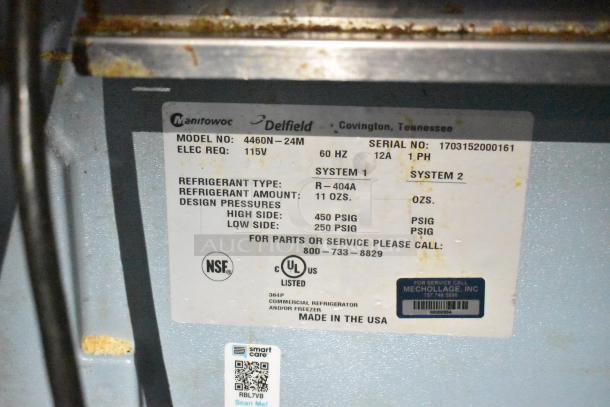 Manitowoc Delfield · Covington, Tennessee
MODEL NO: 4460N-24M SERIAL NO: 1703152000161
ELEC REQ: 115V 60 HZ 12A 1 PH
SYSTEM 1 SYSTEM 2
REFRIGERANT TYPE: R-404A
REFRIGERANT AMOUNT: 11 OZS. OZS.
DESIGN PRESSURES
HIGH SIDE: 450 PSIG PSIG
LOW SIDE: 250 PSIG PSIG
FOR PARTS OR SERVICE PLEASE CALL:
800-733-8829
NSF
C UL US
LISTED
364P
COMMERCIAL REFRIGERATOR
AND/OR FREEZER
MADE IN THE USA
FOR SERVICE CALL
MECHOLLAGE, INC
smart
care
RBL7VB
Scan Me!